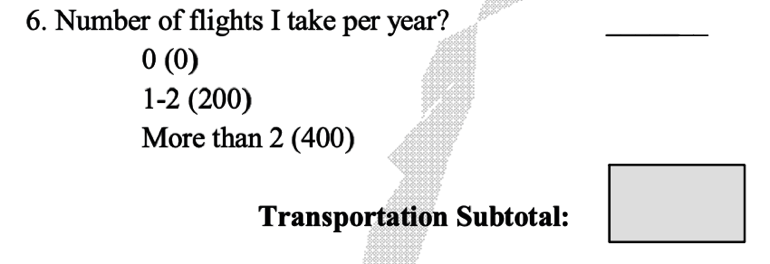 6. Number of flights I take per year?
0 (0)
1-2 (200)
More than 2 (400)
Transportation Subtotal: